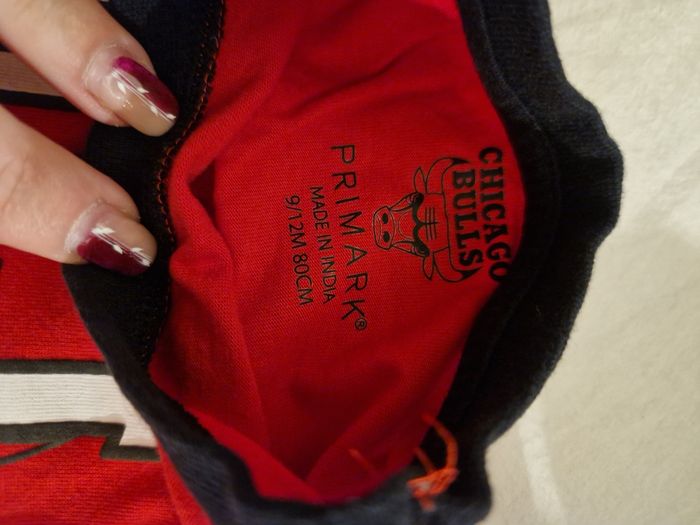 CHICAGO
BULLS
PRIMARK®
MADE IN INDIA
9/12M 80CM